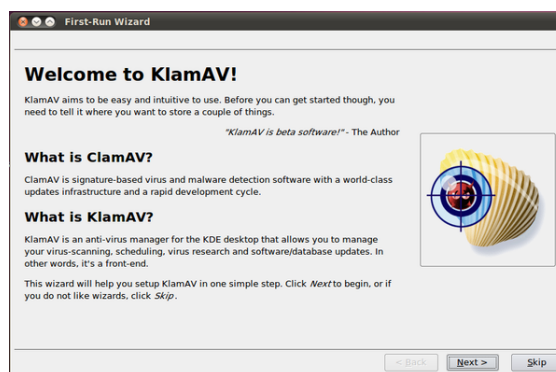 First-Run Wizard
Welcome to KlamAV!
KlamAV aims to be easy and intuitive to use. Before you can get started though, you
need to tell it where you want to store a couple of things.
"KlamAV is beta software!" - The Author
What is ClamAV?
ClamAV is signature-based virus and malware detection software with a world-class
updates infrastructure and a rapid development cycle.
What is KlamAV?
KlamAV is an anti-virus manager for the KDE desktop that allows you to manage
your virus-scanning, scheduling, virus research and software/database updates. In
other words, it's a front-end.
This wizard will help you setup KlamAV in one simple step. Click Next to begin, or if
you do not like wizards, click Skip.
< Back Next > Skip